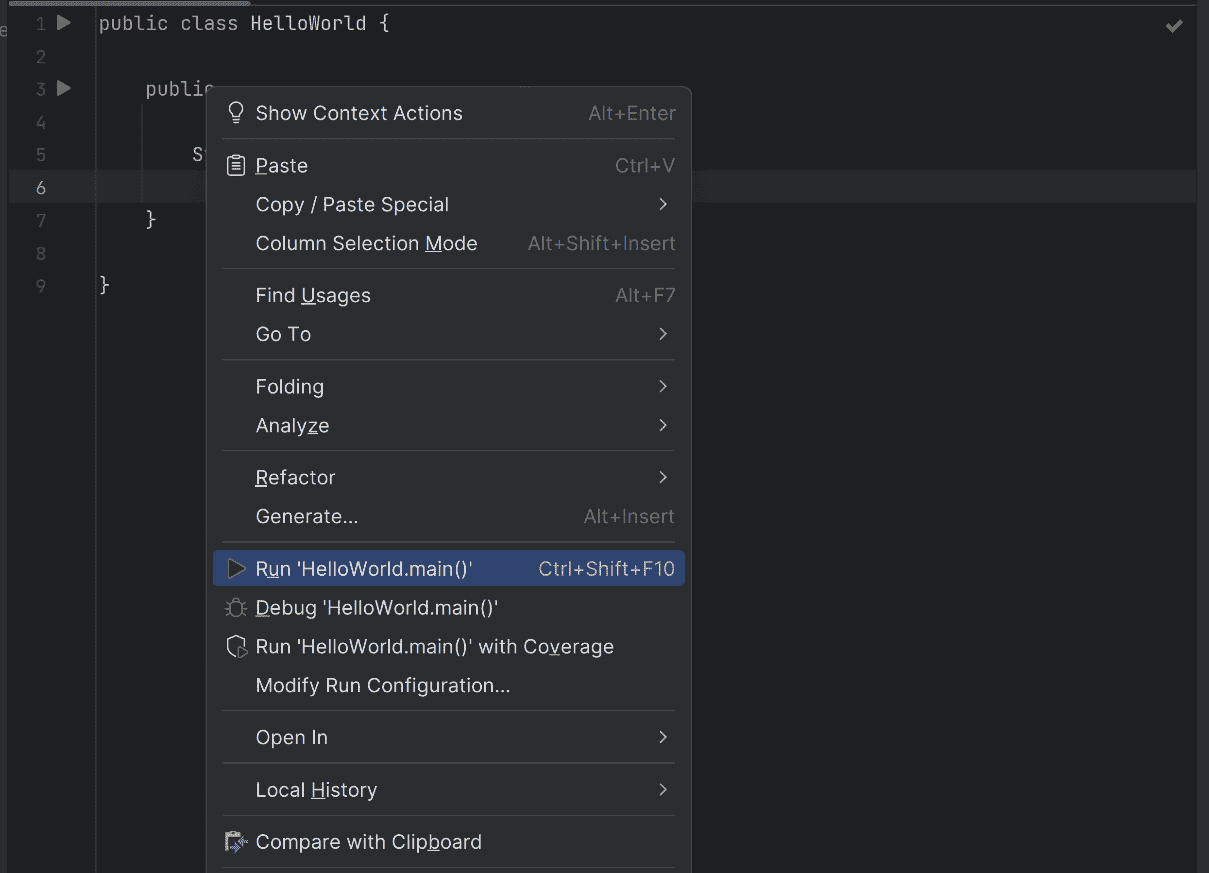 1 public class HelloWorld {
2
3 public
Show Context Actions Alt+Enter
4
5
Paste Ctrl+V
6
Copy / Paste Special
7 }
Column Selection Mode Alt+Shift+Insert
8
9 }
Find Usages Alt+F7
Go To
Folding
Analyze
Refactor
Generate... Alt+Insert
Run 'HelloWorld.main()' Ctrl+Shift+F10
Debug 'HelloWorld.main()'
Run 'HelloWorld.main()' with Coverage
Modify Run Configuration...
Open In
Local History
Compare with Clipboard